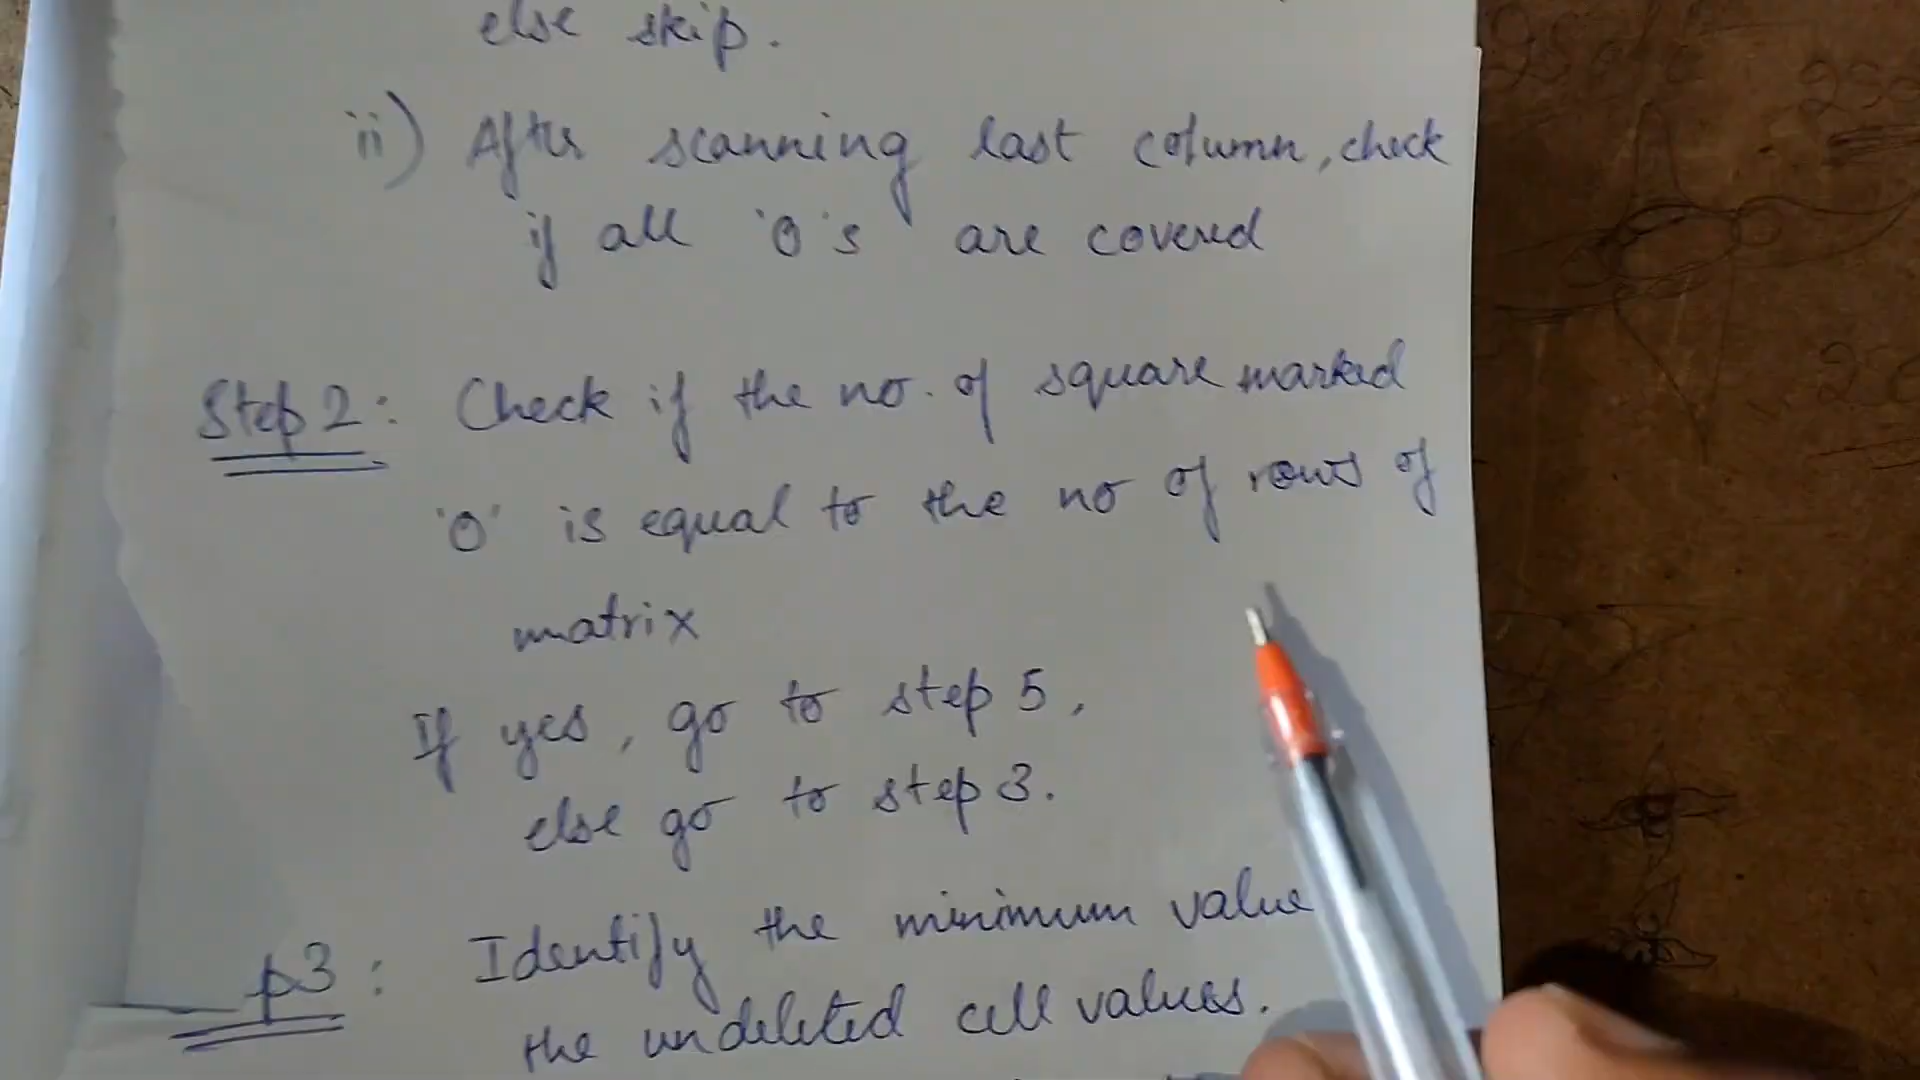 else skip.
ii) After scanning last column, check
if all '0's are covered
Step 2: Check if the no. of square marked
'0' is equal to the no of rows of
matrix
If yes, go to step 5,
else go to step 3.
p3: Identify the minimum value
the undeleted cell values.